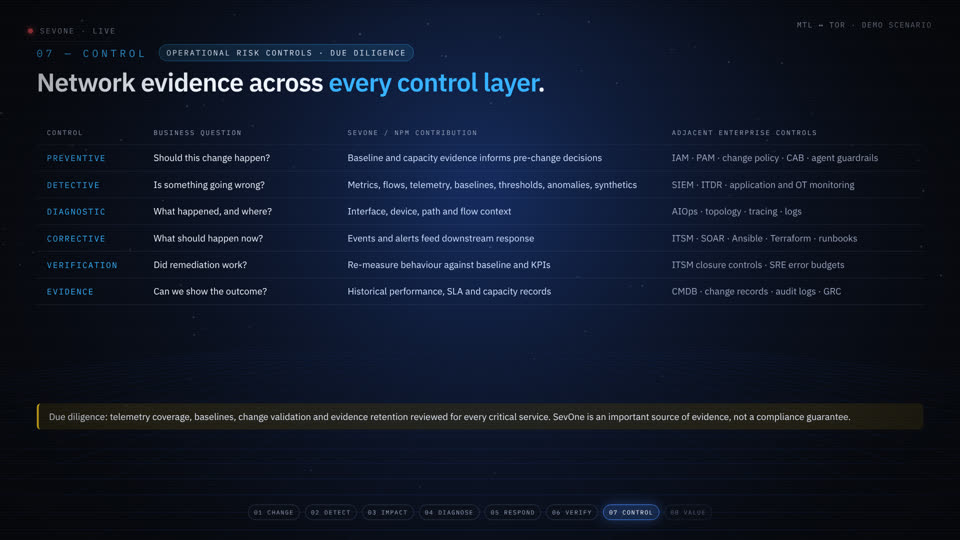 SEVONE · LIVE
MTL ↔ TOR · DEMO SCENARIO
07 — CONTROL
OPERATIONAL RISK CONTROLS · DUE DILIGENCE
Network evidence across every control layer.
CONTROL BUSINESS QUESTION SEVONE / NPM CONTRIBUTION ADJACENT ENTERPRISE CONTROLS
PREVENTIVE Should this change happen? Baseline and capacity evidence informs pre-change decisions IAM · PAM · change policy · CAB · agent guardrails
DETECTIVE Is something going wrong? Metrics, flows, telemetry, baselines, thresholds, anomalies, synthetics SIEM · ITDR · application and OT monitoring
DIAGNOSTIC What happened, and where? Interface, device, path and flow context AIOps · topology · tracing · logs
CORRECTIVE What should happen now? Events and alerts feed downstream response ITSM · SOAR · Ansible · Terraform · runbooks
VERIFICATION Did remediation work? Re-measure behaviour against baseline and KPIs ITSM closure controls · SRE error budgets
EVIDENCE Can we show the outcome? Historical performance, SLA and capacity records CMDB · change records · audit logs · GRC
Due diligence: telemetry coverage, baselines, change validation and evidence retention reviewed for every critical service. SevOne is an important source of evidence, not a compliance guarantee.
01 CHANGE 02 DETECT 03 IMPACT 04 DIAGNOSE 05 RESPOND 06 VERIFY 07 CONTROL 08 VALUE